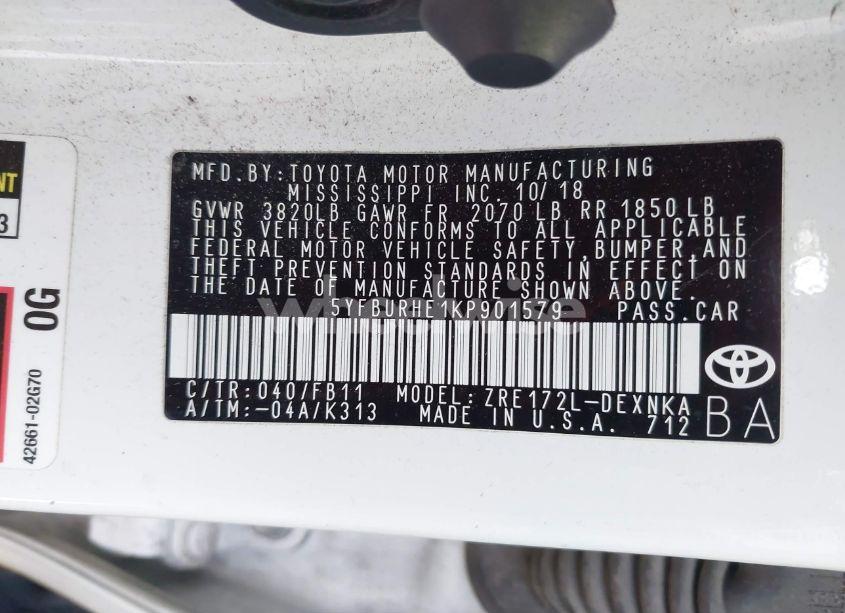 MFD.BY: TOYOTA MOTOR MANUFACTURING
MISSISSIPPI INC. 10/18
GVWR 3820LB GAWR FR 2070 LB RR 1850 LB
THIS VEHICLE CONFORMS TO ALL APPLICABLE
FEDERAL MOTOR VEHICLE SAFETY, BUMPER, AND
THEFT PREVENTION STANDARDS IN EFFECT ON
THE DATE OF MANUFACTURE SHOWN ABOVE.
5YFBURHE1KP901579 PASS.CAR
C/TR: 040/FB11 MODEL: ZRE172L-DEXNKA
A/TM: -04A/K313 MADE IN U.S.A. 712
BA
3
0G
42661-02G70